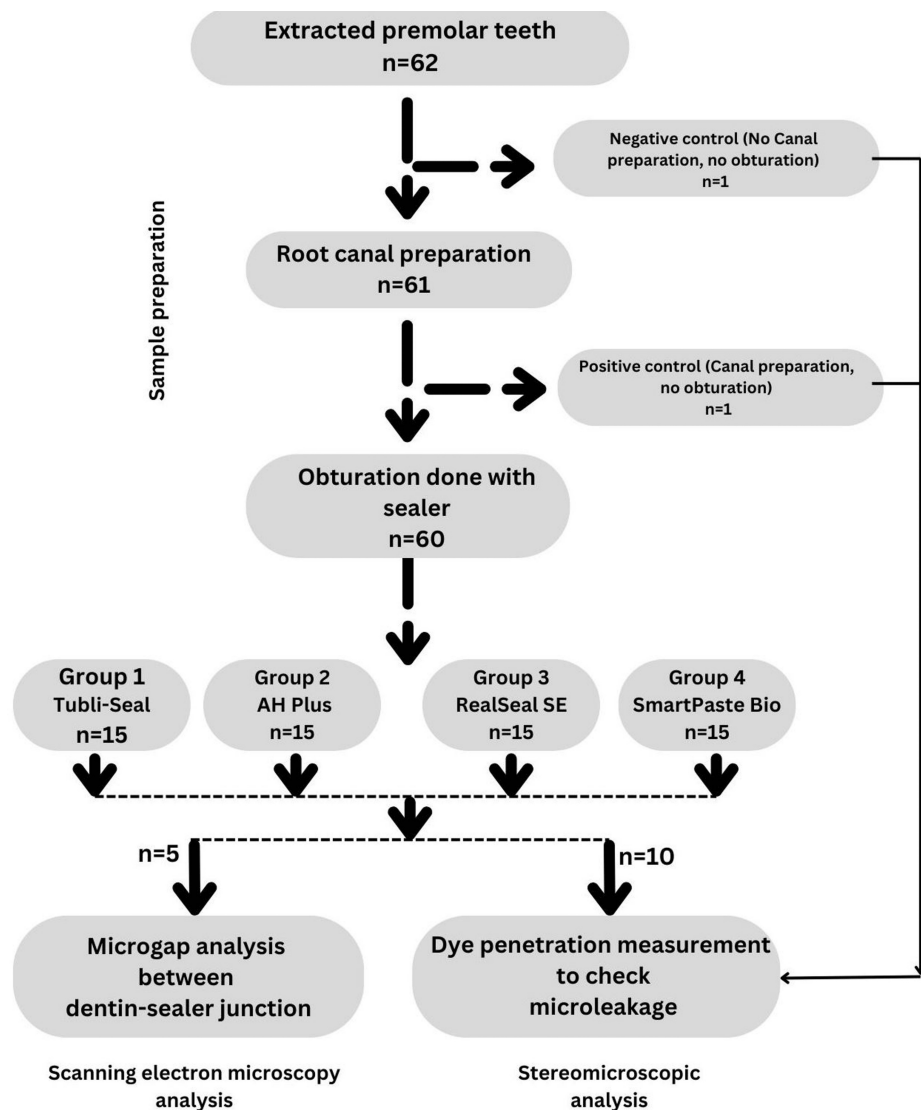 Extracted premolar teeth
n=62
Negative control (No Canal
preparation, no obturation)
n=1
Sample preparation
Root canal preparation
n=61
Positive control (Canal preparation,
no obturation)
n=1
Obturation done with
sealer
n=60
Group 1
Tubli-Seal
n=15
Group 2
AH Plus
n=15
Group 3
RealSeal SE
n=15
Group 4
SmartPaste Bio
n=15
n=5
n=10
Microgap analysis
between
dentin-sealer junction
Dye penetration measurement
to check
microleakage
Scanning electron microscopy
analysis
Stereomicroscopic
analysis